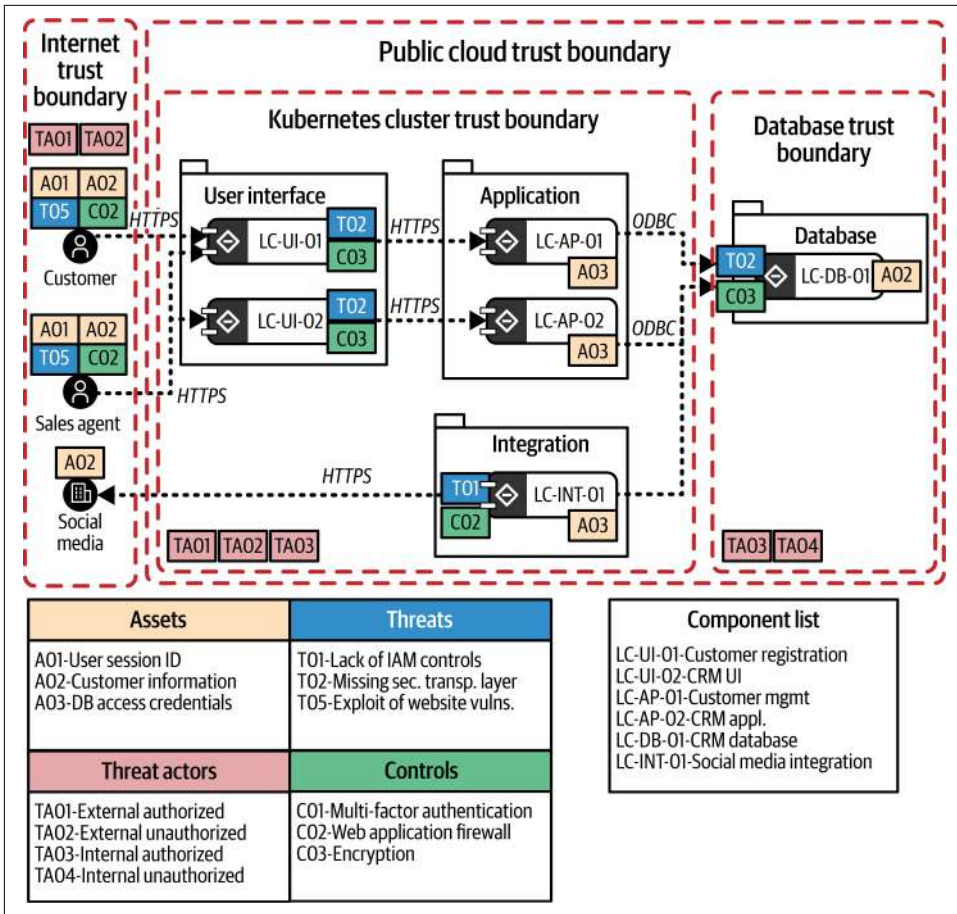 Internet
trust
boundary
Public cloud trust boundary
Kubernetes cluster trust boundary
Database trust
boundary
TA01 TA02
A01 A02
T05 C02
HTTPS
Customer
User interface
LC-UI-01
T02
C03
HTTPS
LC-UI-02
T02
C03
HTTPS
Application
LC-AP-01
A03
ODBC
LC-AP-02
A03
ODBC
Database
T02
C03
LC-DB-01
A02
A01 A02
T05 C02
HTTPS
Sales agent
A02
Social
media
HTTPS
Integration
T01
C02
LC-INT-01
A03
TA01 TA02 TA03
TA03 TA04
Assets
A01-User session ID
A02-Customer information
A03-DB access credentials
Threats
T01-Lack of IAM controls
T02-Missing sec. transp. layer
T05-Exploit of website vulns.
Threat actors
TA01-External authorized
TA02-External unauthorized
TA03-Internal authorized
TA04-Internal unauthorized
Controls
C01-Multi-factor authentication
C02-Web application firewall
C03-Encryption
Component list
LC-UI-01-Customer registration
LC-UI-02-CRM UI
LC-AP-01-Customer mgmt
LC-AP-02-CRM appl.
LC-DB-01-CRM database
LC-INT-01-Social media integration